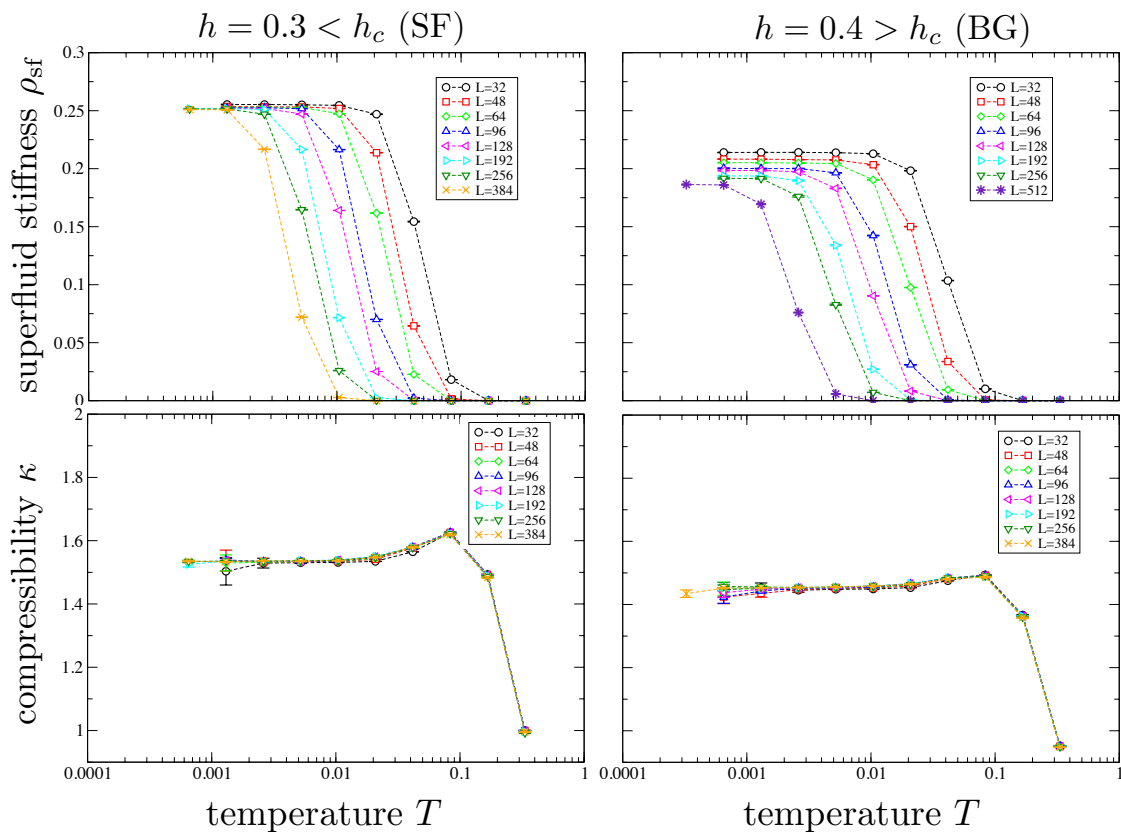 h = 0.3 < h_c (SF)
h = 0.4 > h_c (BG)
superfluid stiffness ρ_sf
0.3
0.25
0.2
0.15
0.1
0.05
0
L=32
L=48
L=64
L=96
L=128
L=192
L=256
L=384
L=32
L=48
L=64
L=96
L=128
L=192
L=256
L=512
compressibility κ
2
1.8
1.6
1.4
1.2
1
L=32
L=48
L=64
L=96
L=128
L=192
L=256
L=384
L=32
L=48
L=64
L=96
L=128
L=192
L=256
L=384
0.0001 0.001 0.01 0.1 1
0.0001 0.001 0.01 0.1 1
temperature T
temperature T